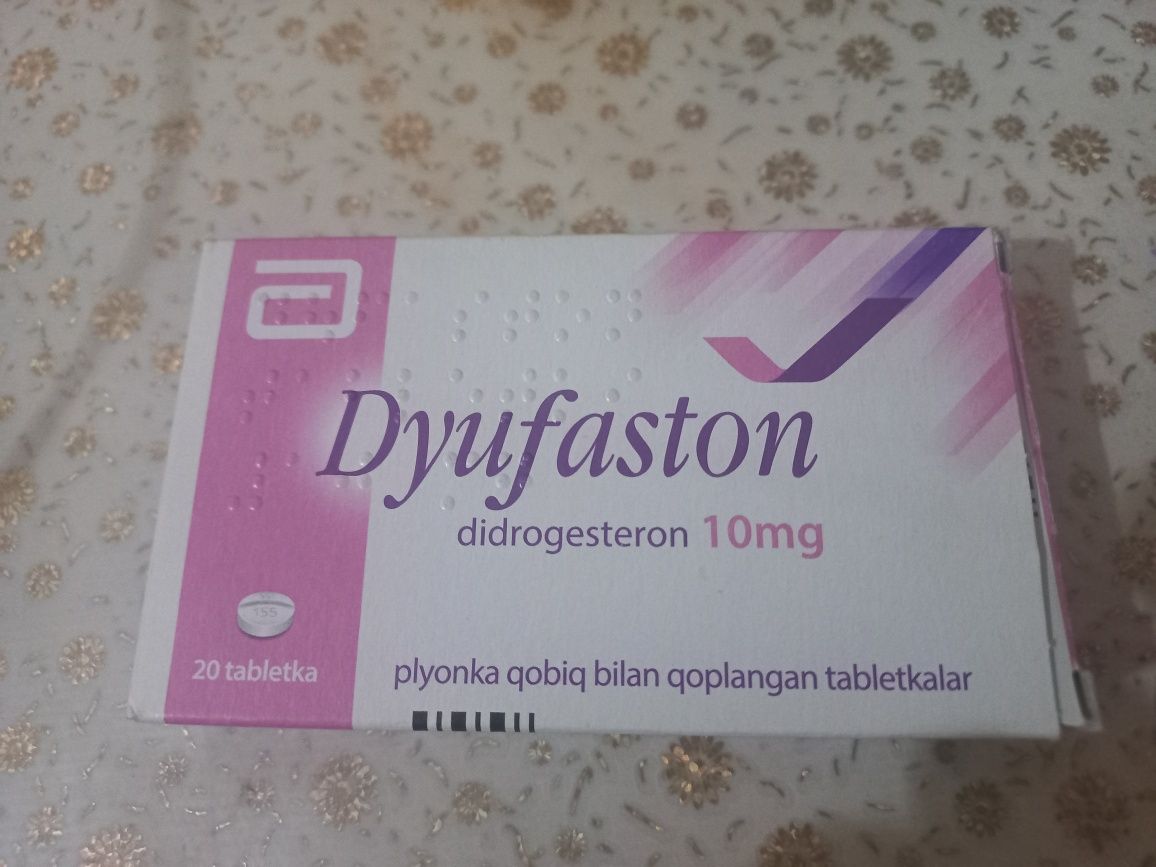 Dyufaston
didrogesteron 10mg
155
20 tabletka
plyonka qobiq bilan qoplangan tabletkalar